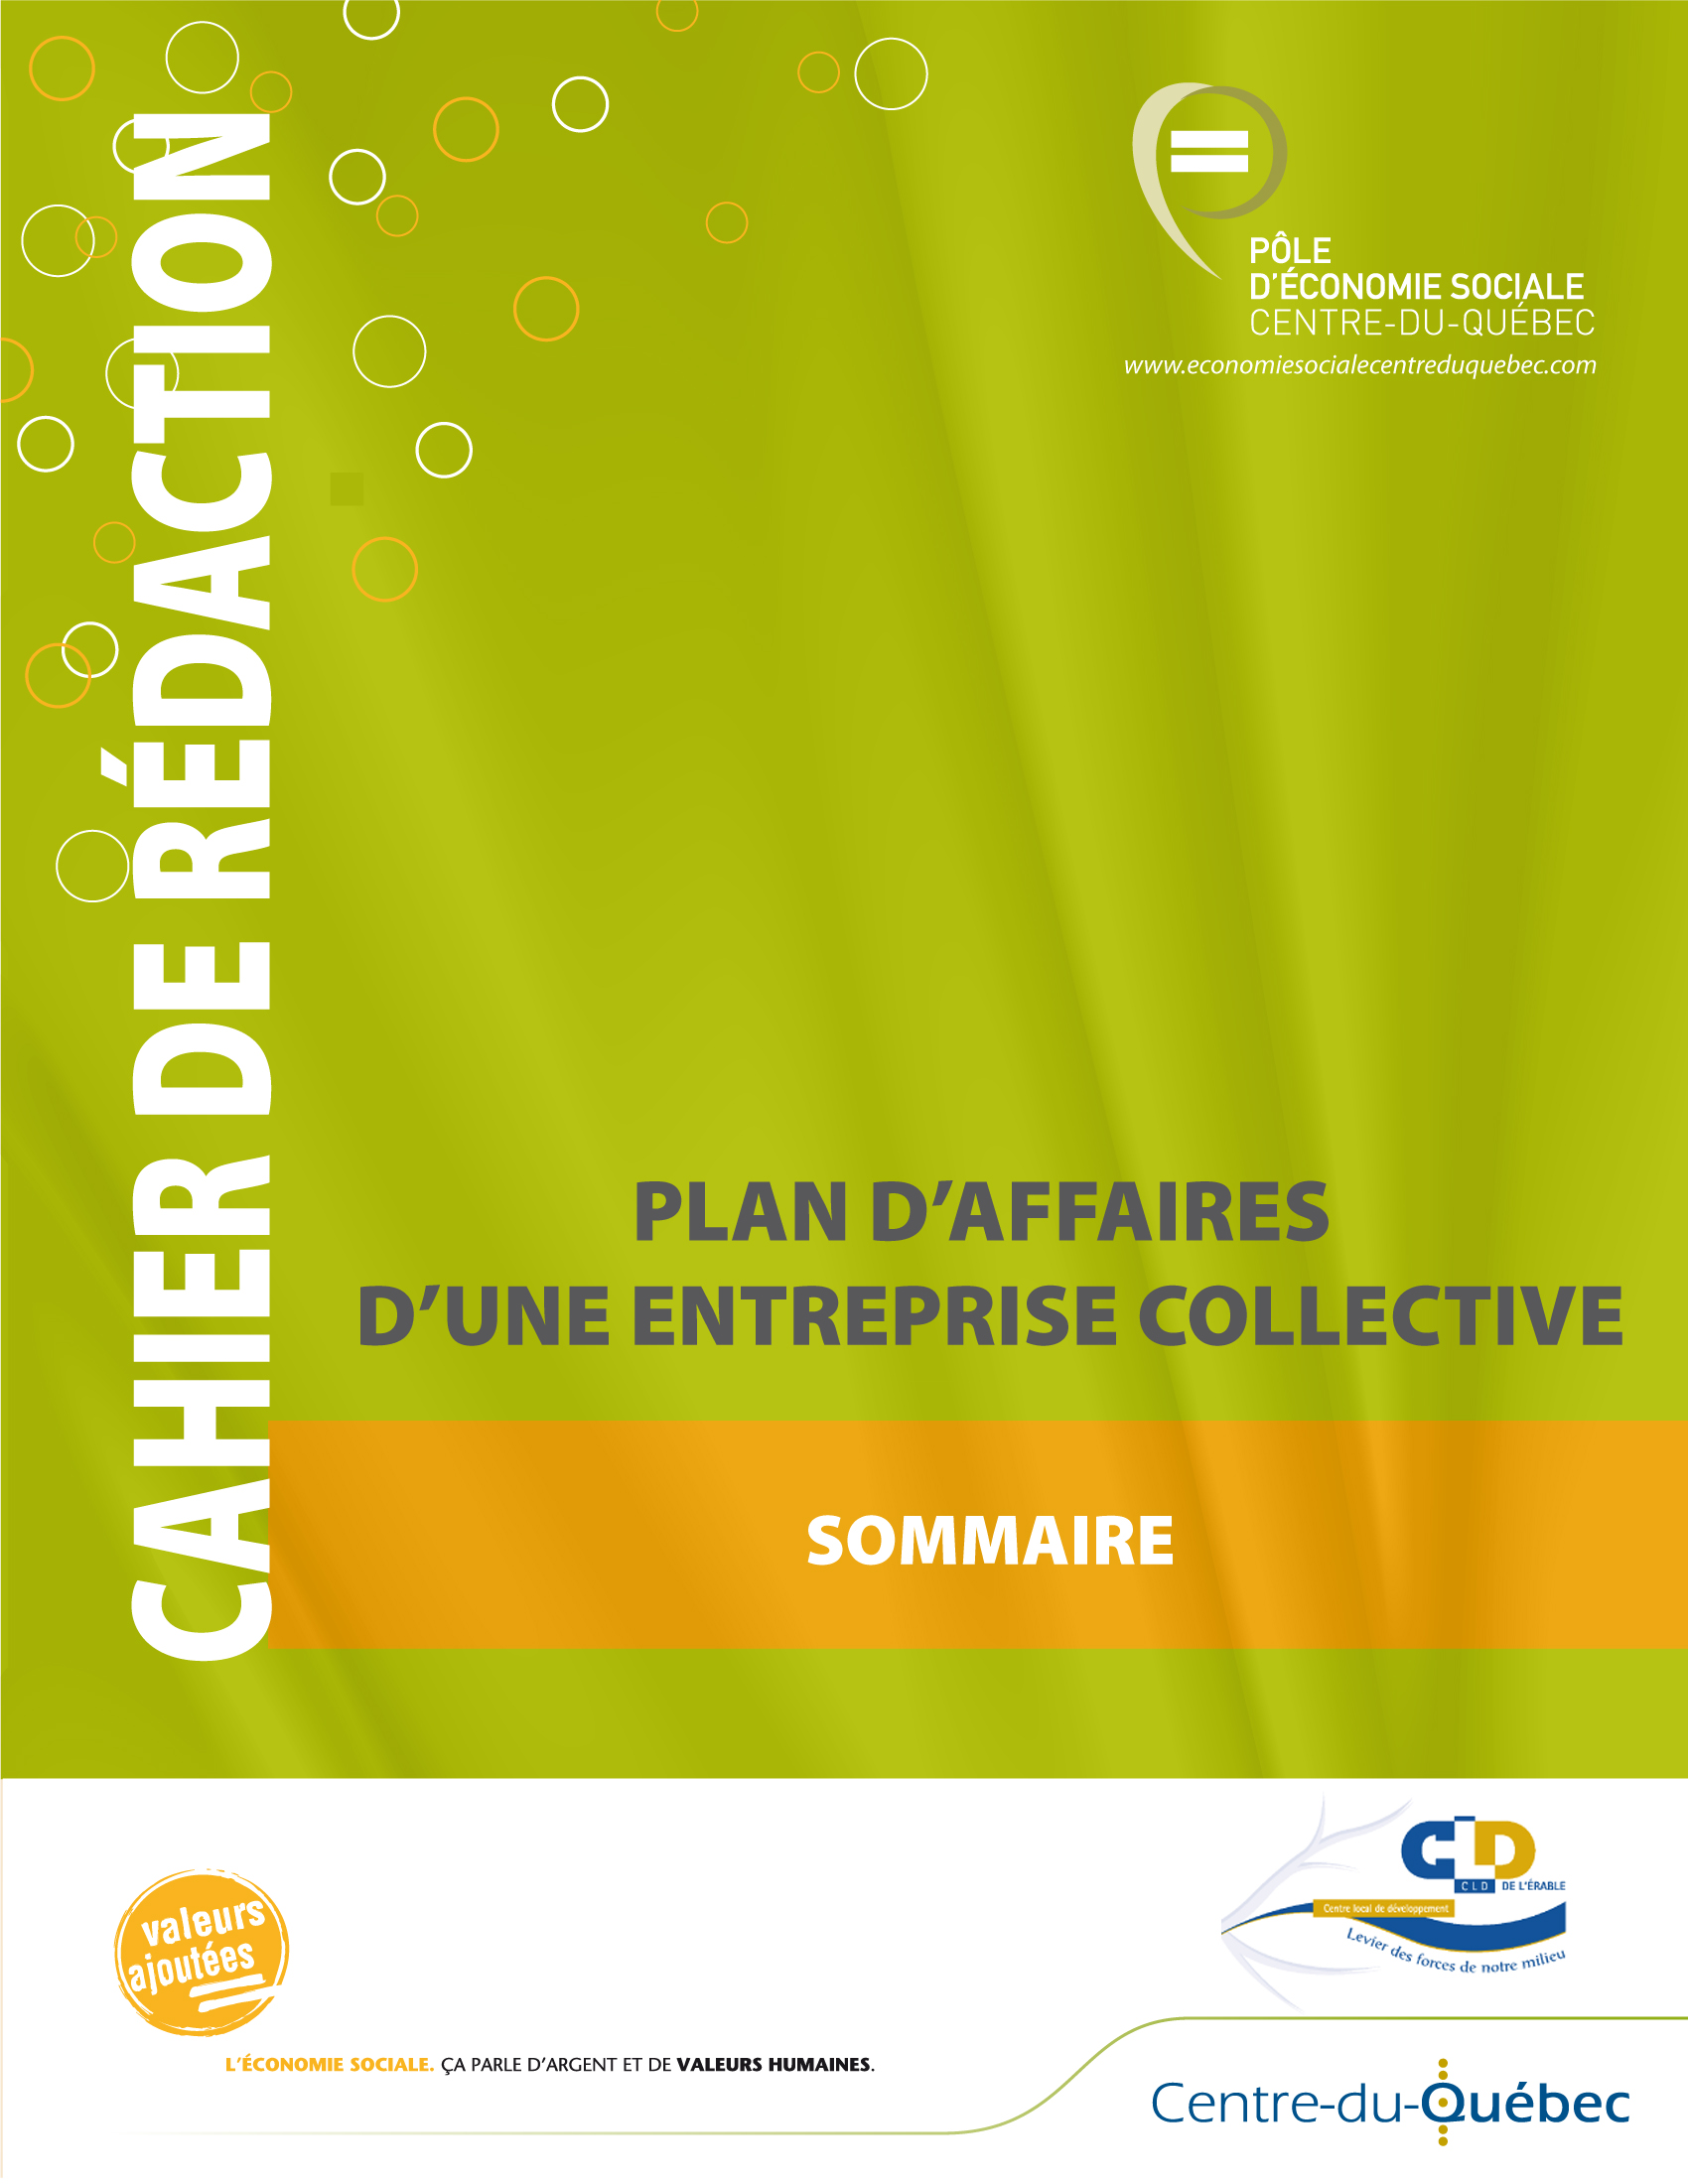 CAHIER DE RÉDACTION
PÔLE
D'ÉCONOMIE SOCIALE
CENTRE-DU-QUÉBEC
www.economiesocialecentreduquebec.com
PLAN D'AFFAIRES
D'UNE ENTREPRISE COLLECTIVE
SOMMAIRE
valeurs
ajoutées
L'ÉCONOMIE SOCIALE. ÇA PARLE D'ARGENT ET DE VALEURS HUMAINES.
CLD
CLD DE L'ÉRABLE
Centre local de développement
Levier des forces de notre milieu
Centre-du-Québec